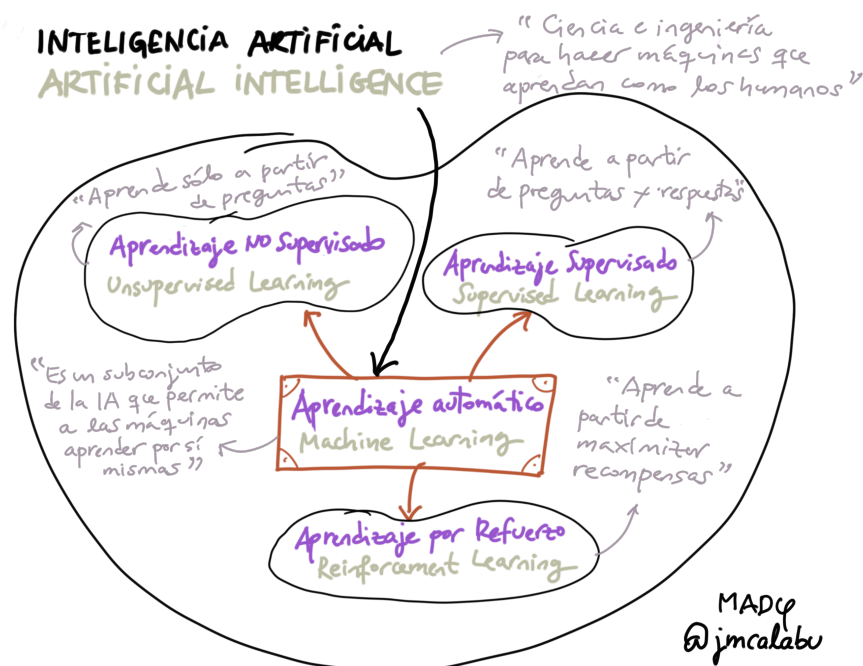 INTELIGENCIA ARTIFICIAL
ARTIFICIAL INTELLIGENCE
"Ciencia e ingeniería
para hacer máquinas que
aprendan como los humanos"
"Aprende sólo a partir
de preguntas"
Aprendizaje NO Supervisado
Unsupervised Learning
"Aprende a partir
de preguntas y respuestas"
Aprendizaje Supervisado
Supervised Learning
"Es un subconjunto
de la IA que permite
a las máquinas
aprender por sí
mismas"
Aprendizaje automático
Machine Learning
"Aprende a
partir de
maximizar
recompensas"
Aprendizaje por Refuerzo
Reinforcement Learning
MADφ
@jmcalabu